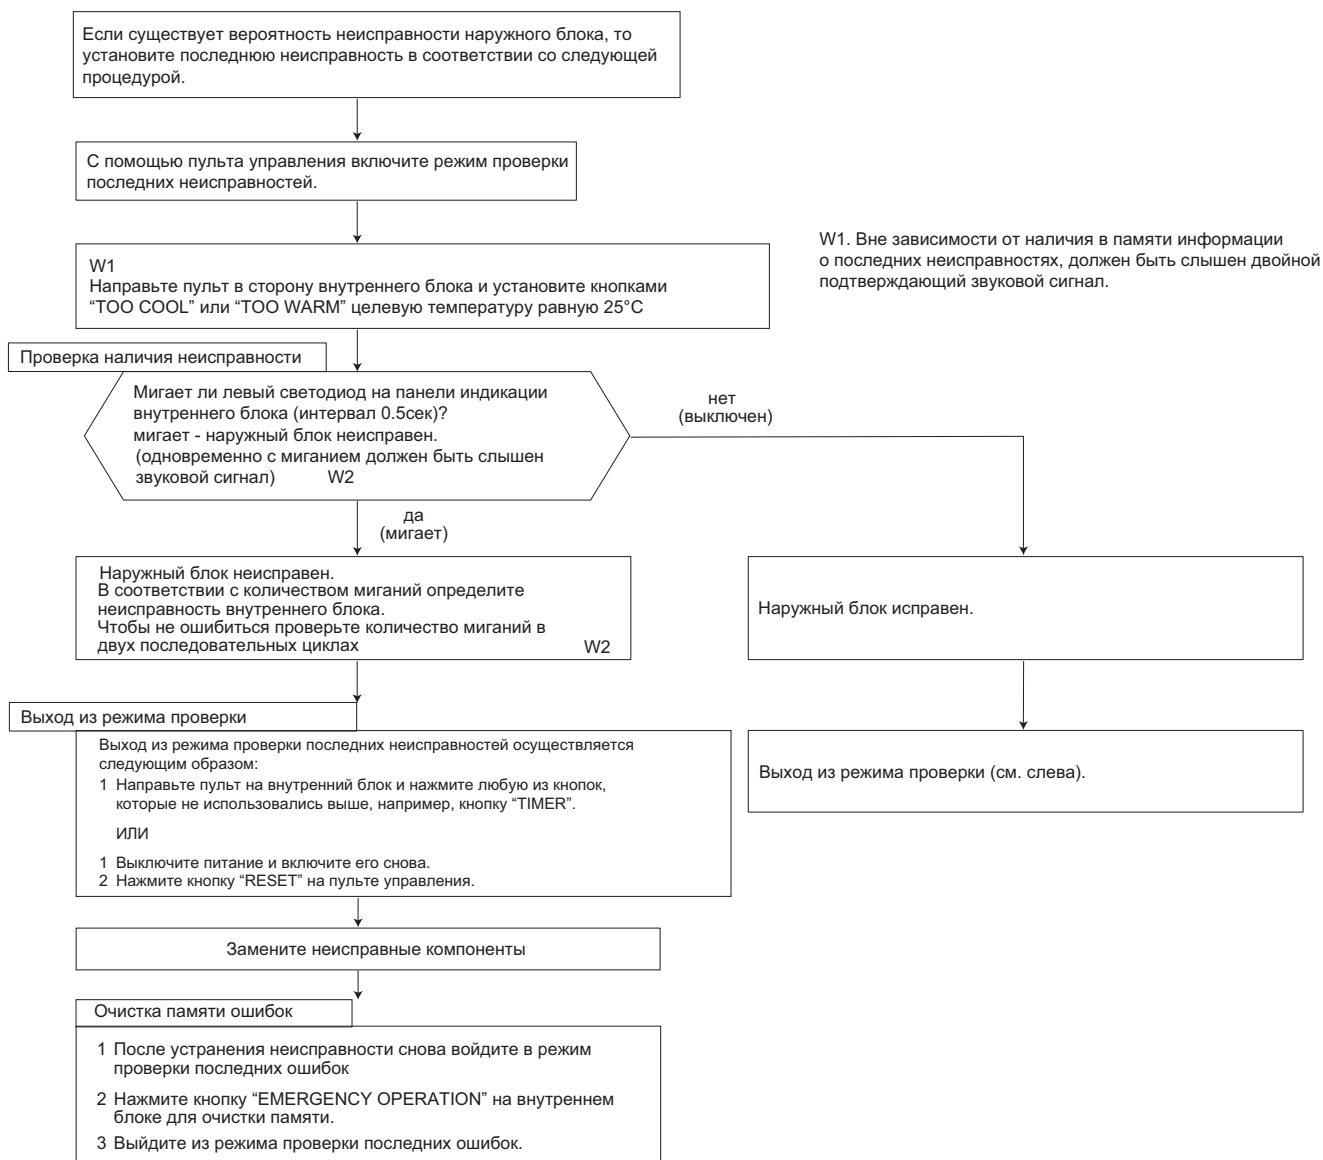 Если существует вероятность неисправности наружного блока, то
установите последнюю неисправность в соответствии со следующей
процедурой.
С помощью пульта управления включите режим проверки
последних неисправностей.
W1
Направьте пульт в сторону внутреннего блока и установите кнопками
“TOO COOL” или “TOO WARM” целевую температуру равную 25°C
W1. Вне зависимости от наличия в памяти информации
о последних неисправностях, должен быть слышен двойной
подтверждающий звуковой сигнал.
Проверка наличия неисправности
Мигает ли левый светодиод на панели индикации
внутреннего блока (интервал 0.5сек)?
мигает - наружный блок неисправен.
(одновременно с миганием должен быть слышен
звуковой сигнал) W2
нет
(выключен)
да
(мигает)
Наружный блок неисправен.
В соответствии с количеством миганий определите
неисправность внутреннего блока.
Чтобы не ошибиться проверьте количество миганий в
двух последовательных циклах W2
Наружный блок исправен.
Выход из режима проверки
Выход из режима проверки последних неисправностей осуществляется
следующим образом:
1 Направьте пульт на внутренний блок и нажмите любую из кнопок,
которые не использовались выше, например, кнопку “TIMER”.
ИЛИ
1 Выключите питание и включите его снова.
2 Нажмите кнопку “RESET” на пульте управления.
Выход из режима проверки (см. слева).
Замените неисправные компоненты
Очистка памяти ошибок
1 После устранения неисправности снова войдите в режим
проверки последних ошибок
2 Нажмите кнопку “EMERGENCY OPERATION” на внутреннем
блоке для очистки памяти.
3 Выйдите из режима проверки последних ошибок.